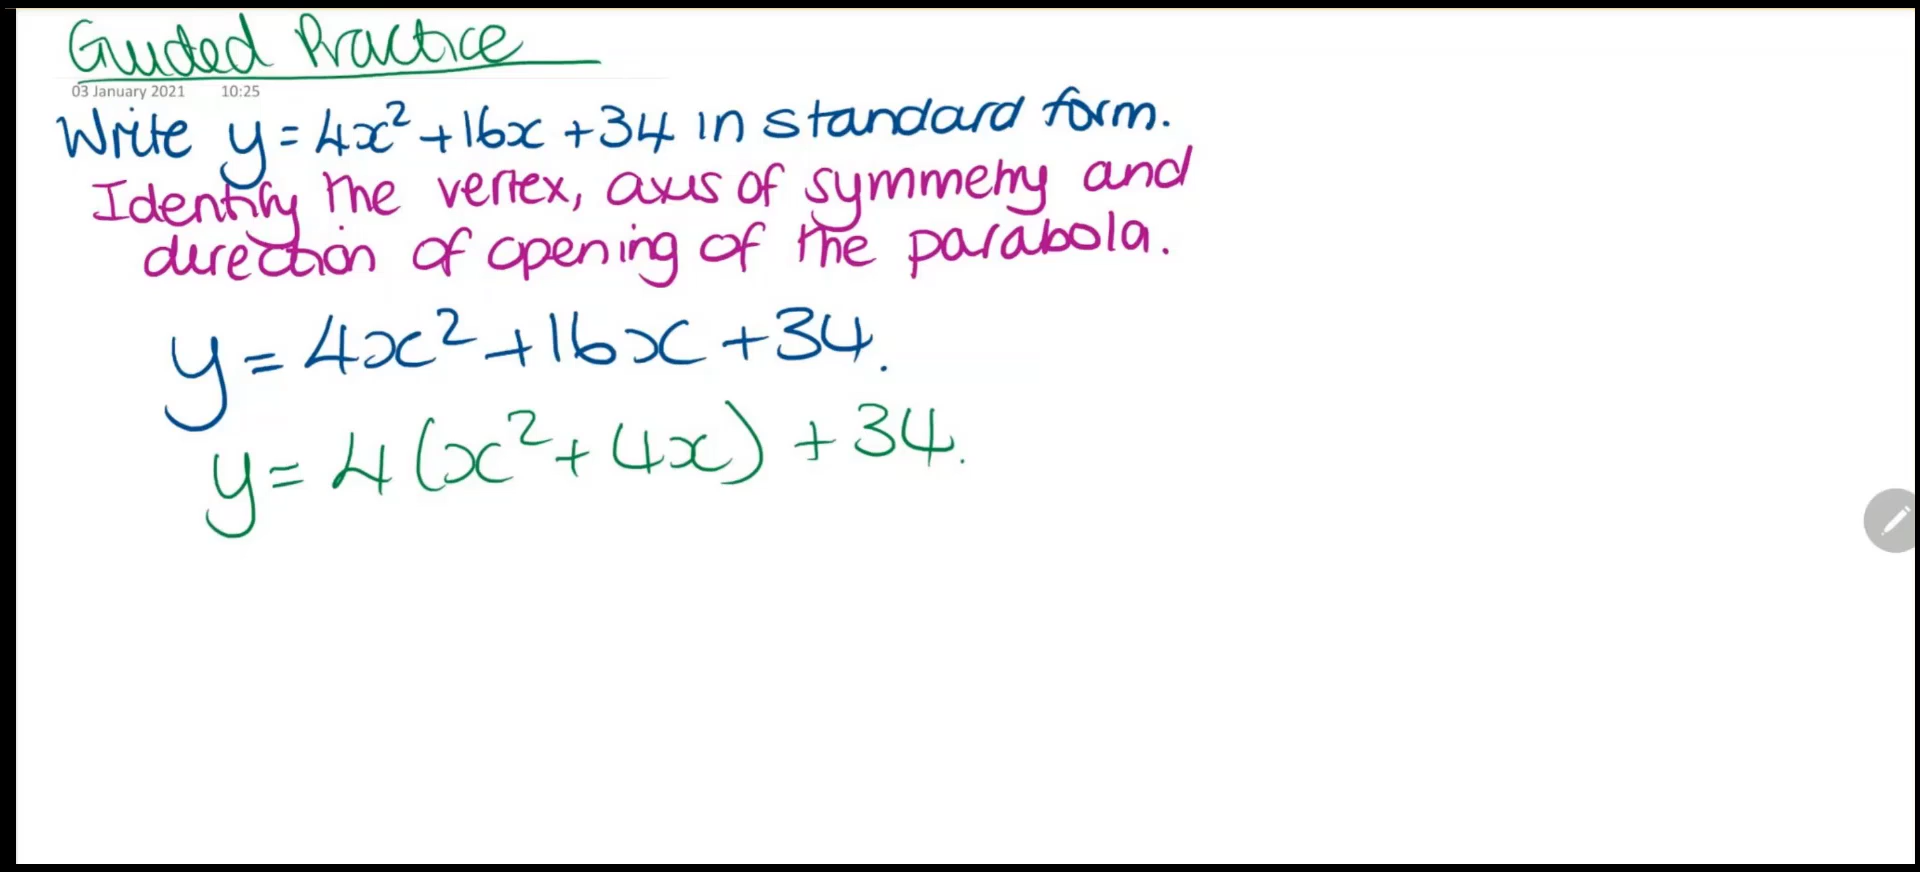 Guided Practice
03 January 2021 10:25
Write y = 4x² + 16x + 34 in standard form.
Identify the vertex, axis of symmetry and
direction of opening of the parabola.
y = 4x² + 16x + 34.
y = 4(x² + 4x) + 34.